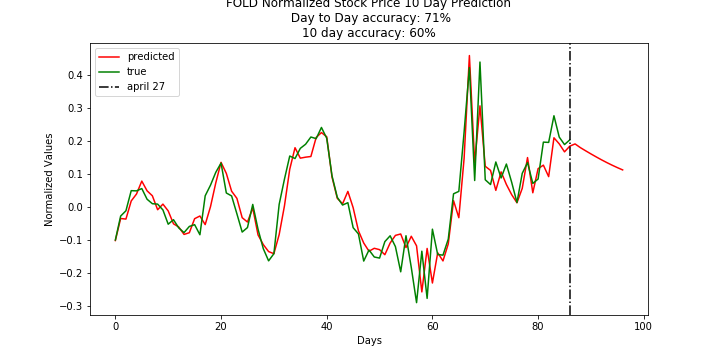 FOLD Normalized Stock Price 10 Day Prediction
Day to Day accuracy: 71%
10 day accuracy: 60%
predicted
true
april 27
Normalized Values
0.4
0.3
0.2
0.1
0.0
−0.1
−0.2
−0.3
0 20 40 60 80 100
Days